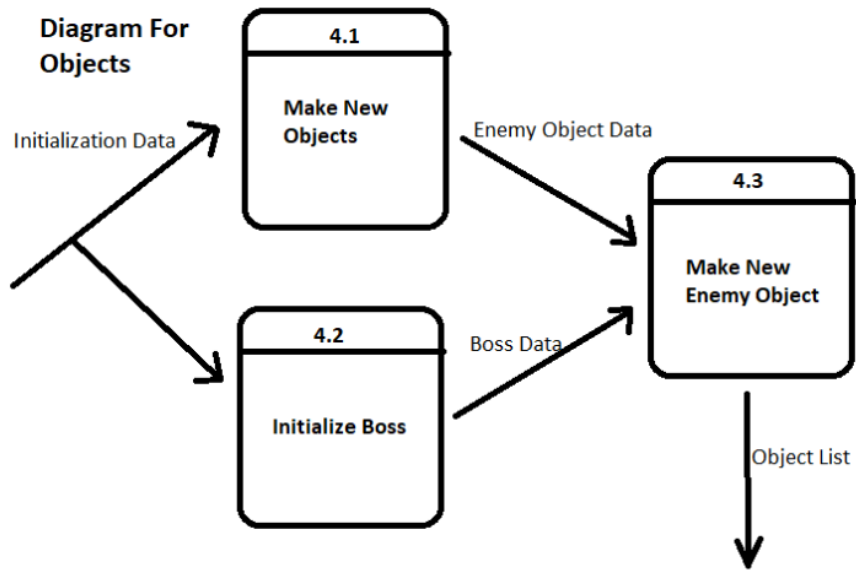 Diagram For
Objects
4.1
Make New
Objects
Initialization Data
Enemy Object Data
4.3
Make New
Enemy Object
4.2
Boss Data
Initialize Boss
Object List